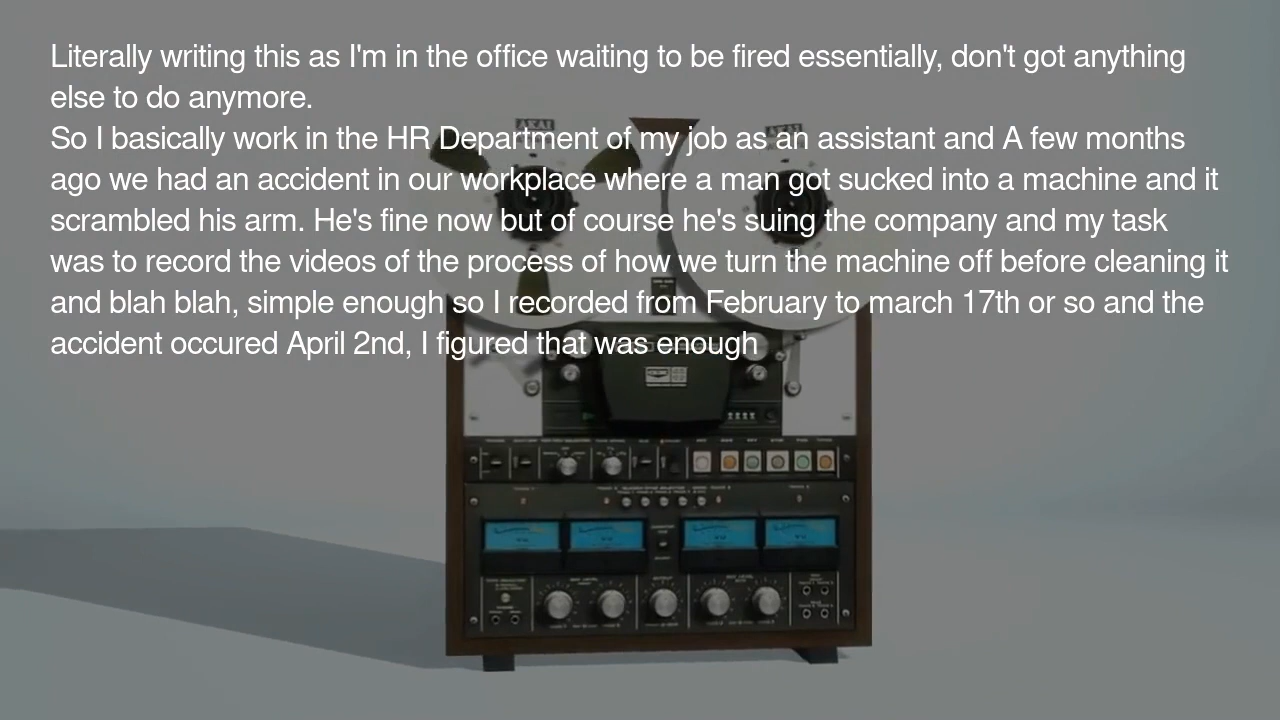 Literally writing this as I'm in the office waiting to be fired essentially, don't got anything
else to do anymore.
So I basically work in the HR Department of my job as an assistant and A few months
ago we had an accident in our workplace where a man got sucked into a machine and it
scrambled his arm. He's fine now but of course he's suing the company and my task
was to record the videos of the process of how we turn the machine off before cleaning it
and blah blah, simple enough so I recorded from February to march 17th or so and the
accident occured April 2nd, I figured that was enough
AKAI
AKAI